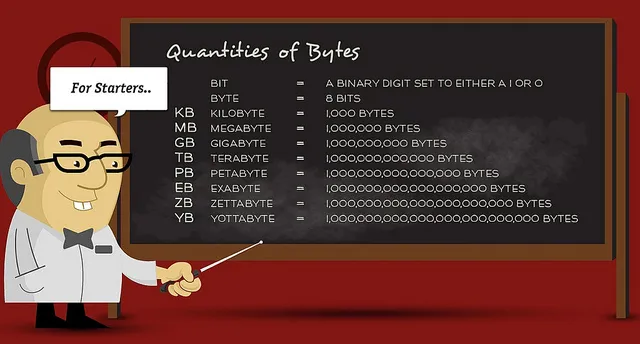 Quantities of Bytes
For Starters..
BIT = A BINARY DIGIT SET TO EITHER A 1 OR 0
BYTE = 8 BITS
KB KILOBYTE = 1,000 BYTES
MB MEGABYTE = 1,000,000 BYTES
GB GIGABYTE = 1,000,000,000 BYTES
TB TERABYTE = 1,000,000,000,000 BYTES
PB PETABYTE = 1,000,000,000,000,000 BYTES
EB EXABYTE = 1,000,000,000,000,000,000 BYTES
ZB ZETTABYTE = 1,000,000,000,000,000,000,000 BYTES
YB YOTTABYTE = 1,000,000,000,000,000,000,000,000 BYTES